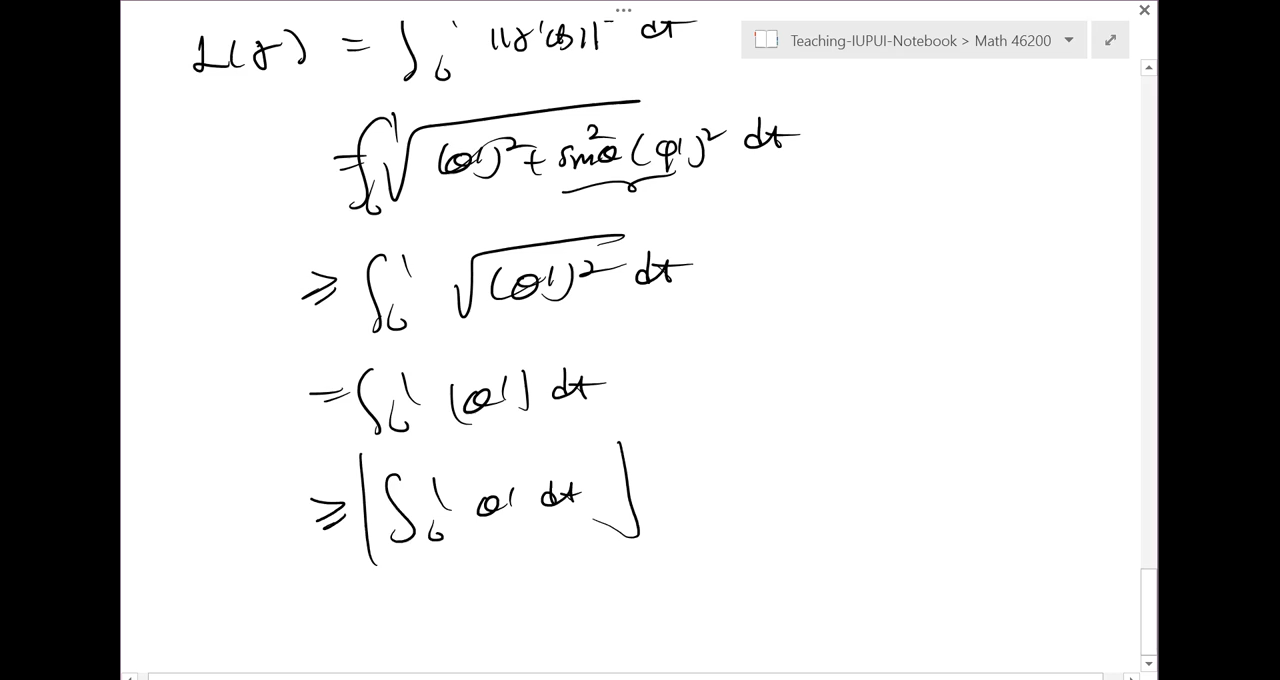 Teaching-IUPUI-Notebook > Math 46200
L(γ) = ∫₀¹ ||γ'(t)|| dt
= ∫₀¹ √((θ')² + sin²θ (φ')²) dt
≥ ∫₀¹ √((θ')²) dt
= ∫₀¹ |θ'| dt
≥ |∫₀¹ θ' dt|